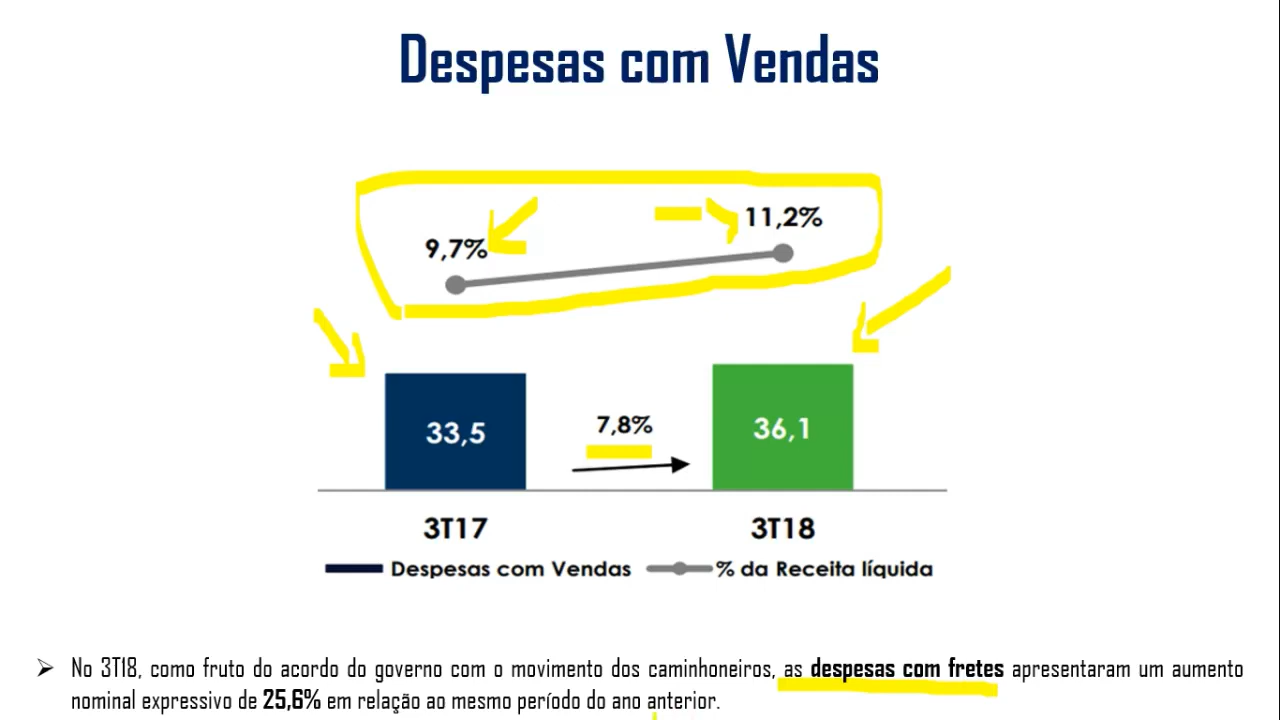 Despesas com Vendas
11,2%
9,7%
7,8%
33,5
36,1
3T17
3T18
Despesas com Vendas
% da Receita líquida
No 3T18, como fruto do acordo do governo com o movimento dos caminhoneiros, as despesas com fretes apresentaram um aumento
nominal expressivo de 25,6% em relação ao mesmo período do ano anterior.